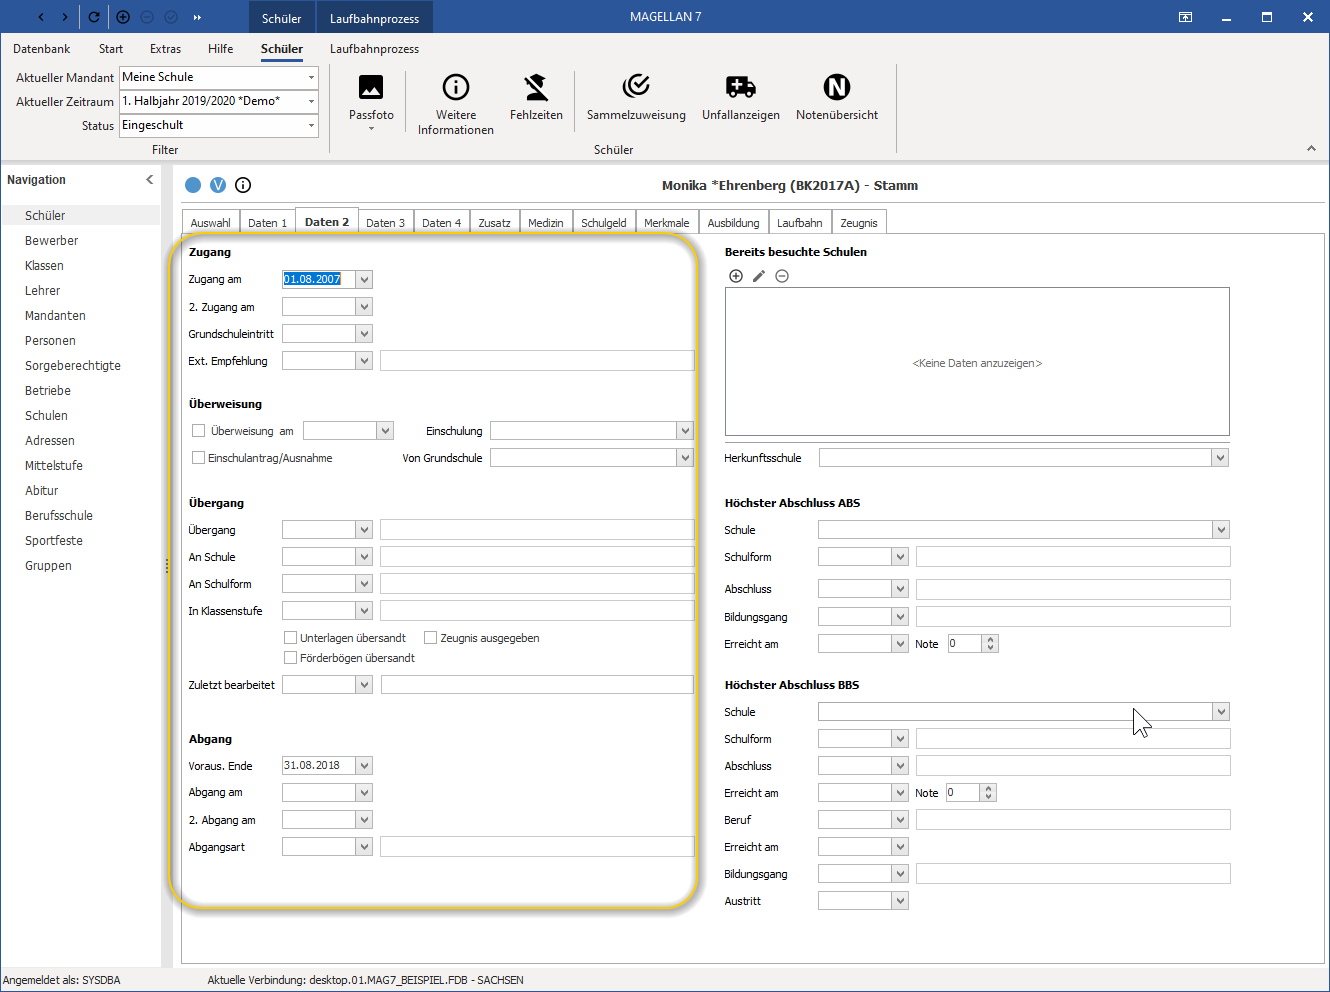 Schüler Laufbahnprozess MAGELLAN 7
Datenbank Start Extras Hilfe Schüler Laufbahnprozess
Aktueller Mandant Meine Schule
Aktueller Zeitraum 1. Halbjahr 2019/2020 *Demo*
Status Eingeschult
Filter
Passfoto
Weitere Informationen
Fehlzeiten
Sammelzuweisung
Unfallanzeigen
N
Notenübersicht
Schüler
Navigation
Schüler
Bewerber
Klassen
Lehrer
Mandanten
Personen
Sorgeberechtigte
Betriebe
Schulen
Adressen
Mittelstufe
Abitur
Berufsschule
Sportfeste
Gruppen
V
Monika *Ehrenberg (BK2017A) - Stamm
Auswahl Daten 1 Daten 2 Daten 3 Daten 4 Zusatz Medizin Schulgeld Merkmale Ausbildung Laufbahn Zeugnis
Zugang
Zugang am 01.08.2007
2. Zugang am
Grundschuleintritt
Ext. Empfehlung
Überweisung
Überweisung am Einschulung
Einschulantrag/Ausnahme Von Grundschule
Übergang
Übergang
An Schule
An Schulform
In Klassenstufe
Unterlagen übersandt Zeugnis ausgegeben
Förderbögen übersandt
Zuletzt bearbeitet
Abgang
Voraus. Ende 31.08.2018
Abgang am
2. Abgang am
Abgangsart
Bereits besuchte Schulen
<Keine Daten anzuzeigen>
Herkunftsschule
Höchster Abschluss ABS
Schule
Schulform
Abschluss
Bildungsgang
Erreicht am Note 0
Höchster Abschluss BBS
Schule
Schulform
Abschluss
Erreicht am Note 0
Beruf
Erreicht am
Bildungsgang
Austritt
Angemeldet als: SYSDBA Aktuelle Verbindung: desktop.01.MAG7_BEISPIEL.FDB - SACHSEN